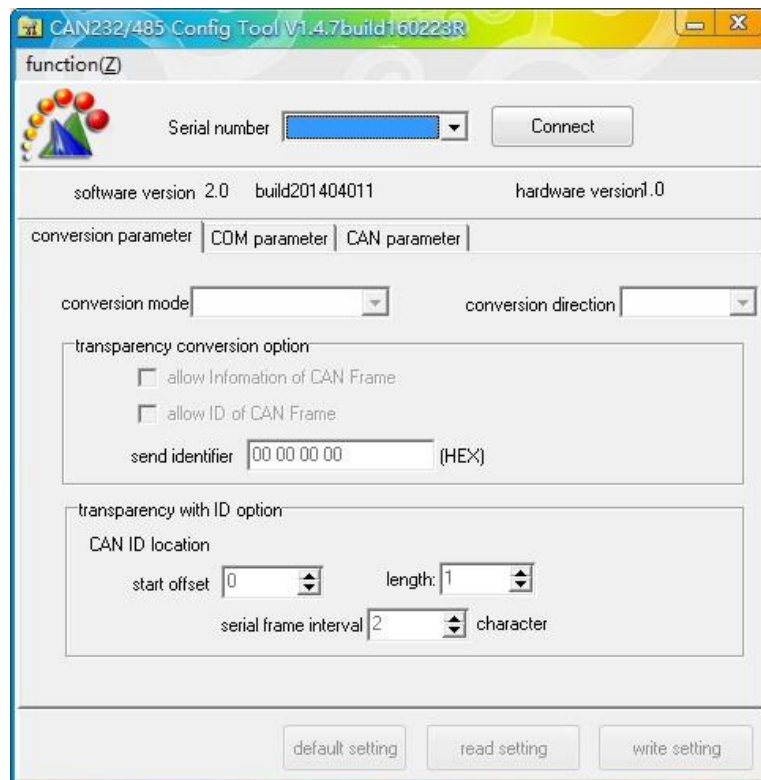 CAN232/485 Config Tool V1.4.7build160223R
function(Z)
Serial number Connect
software version 2.0 build201404011 hardware version1.0
conversion parameter COM parameter CAN parameter
conversion mode conversion direction
transparency conversion option
allow Infomation of CAN Frame
allow ID of CAN Frame
send identifier 00 00 00 00 (HEX)
transparency with ID option
CAN ID location
start offset 0 length: 1
serial frame interval 2 character
default setting read setting write setting